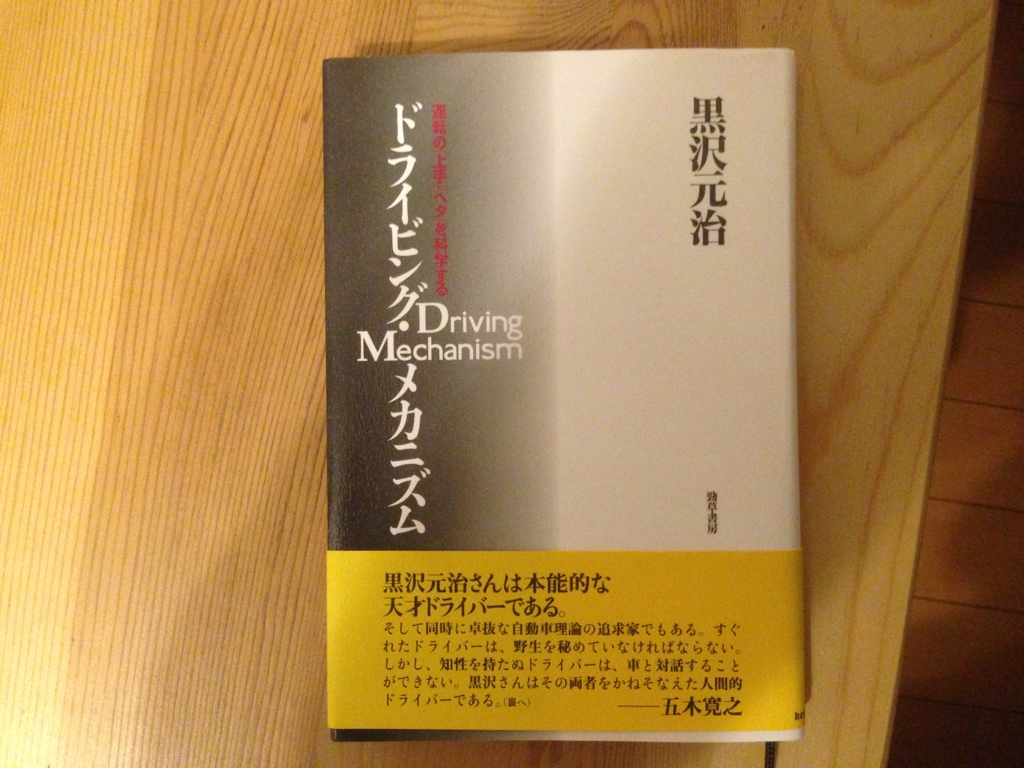 黒沢元治
運転の「上手」「ヘタ」を科学する
ドライビング・メカニズム
Driving
Mechanism
勁草書房
黒沢元治さんは本能的な
天才ドライバーである。
そして同時に卓抜な自動車理論の追求家でもある。すぐ
れたドライバーは、野生を秘めていなければならない。
しかし、知性を持たぬドライバーは、車と対話すること
ができない。黒沢さんはその両者をかねそなえた人間的
ドライバーである。(裏へ)
——五木寛之